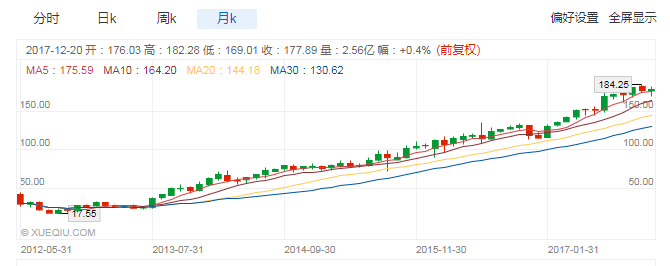 分时 日k 周k 月k 偏好设置 全屏显示
2017-12-20 开：176.03 高：182.28 低：169.01 收：177.89 量：2.56亿 幅：+0.4% (前复权)
MA5：175.59 MA10：164.20 MA20：144.18 MA30：130.62
184.25
150.00 150.00
100.00 100.00
50.00 50.00
17.55
© XUEQIU.COM
2012-05-31 2013-07-31 2014-09-30 2015-11-30 2017-01-31